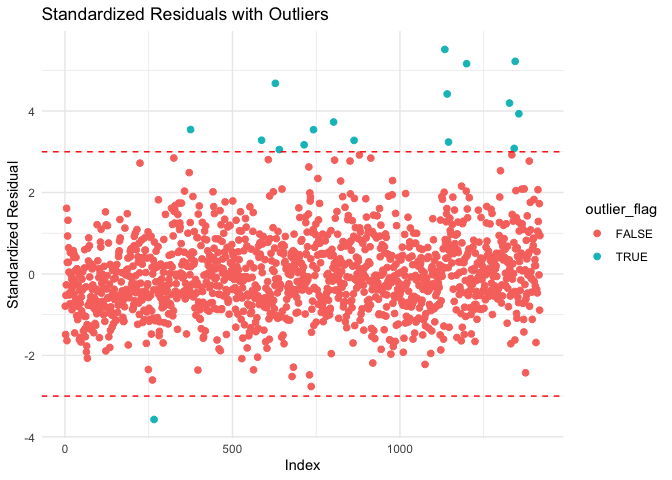 Standardized Residuals with Outliers
Standardized Residual
4
2
0
-2
-4
0
500
1000
Index
outlier_flag
FALSE
TRUE